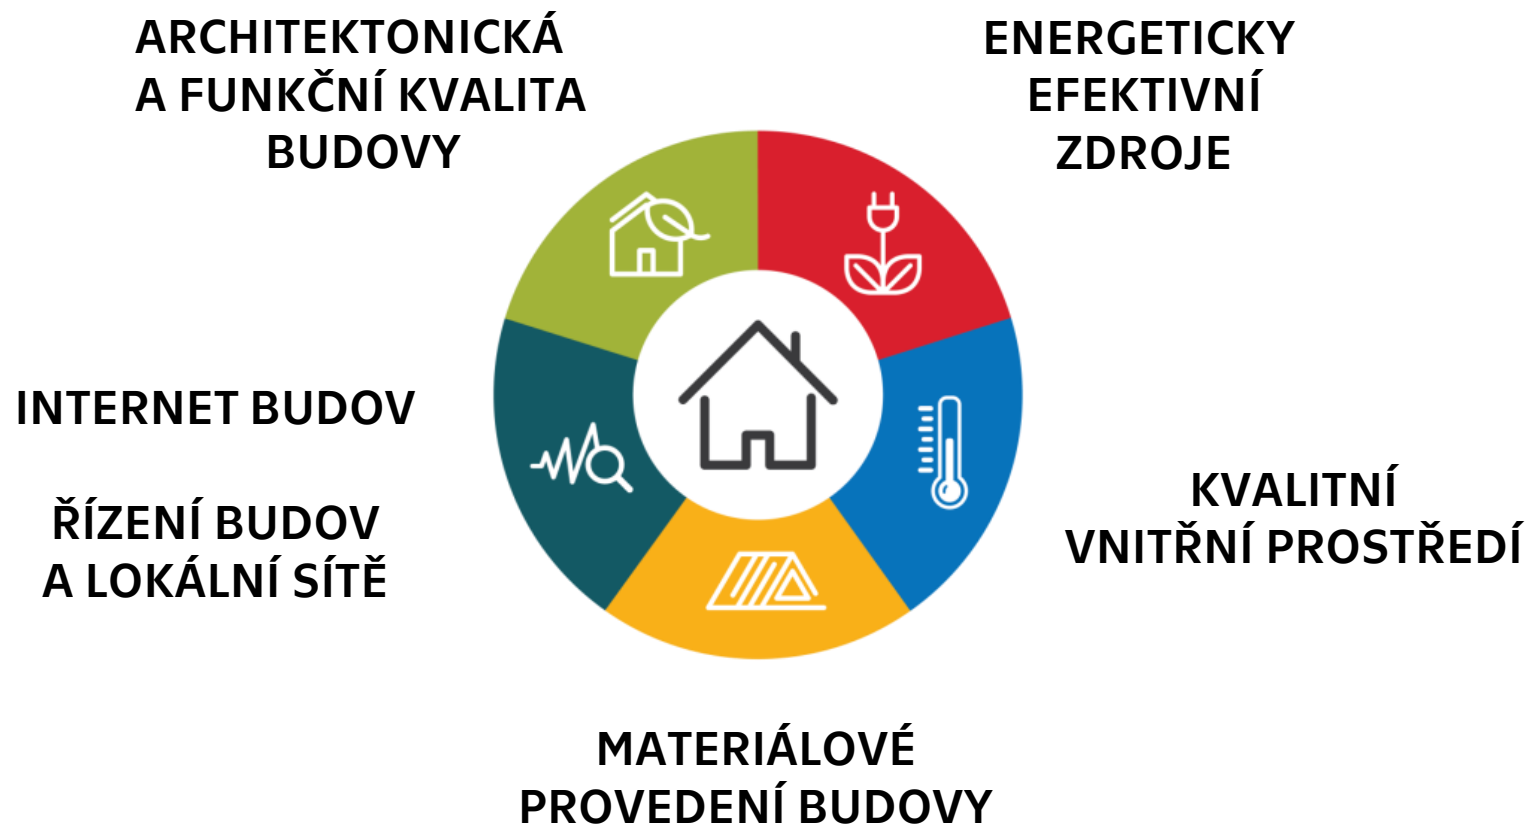 ARCHITEKTONICKÁ
A FUNKČNÍ KVALITA
BUDOVY
ENERGETICKY
EFEKTIVNÍ
ZDROJE
INTERNET BUDOV
ŘÍZENÍ BUDOV
A LOKÁLNÍ SÍTĚ
KVALITNÍ
VNITŘNÍ PROSTŘEDÍ
MATERIÁLOVÉ
PROVEDENÍ BUDOVY